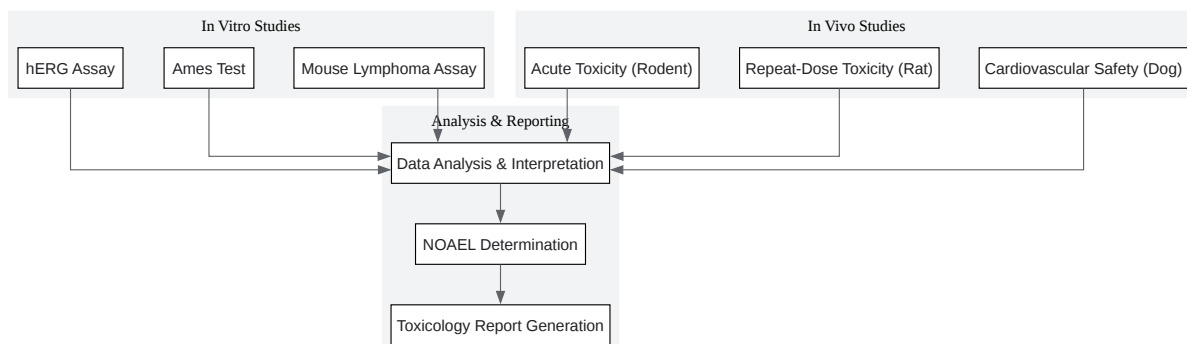 In Vitro Studies
In Vivo Studies
hERG Assay
Ames Test
Mouse Lymphoma Assay
Acute Toxicity (Rodent)
Repeat-Dose Toxicity (Rat)
Cardiovascular Safety (Dog)
Analysis & Reporting
Data Analysis & Interpretation
NOAEL Determination
Toxicology Report Generation